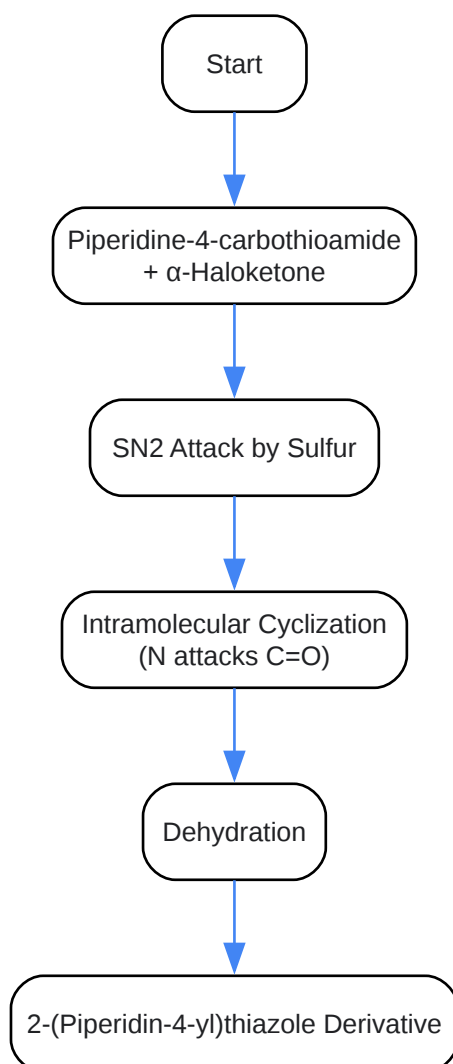 Start
Piperidine-4-carbothioamide
+ α-Haloketone
SN2 Attack by Sulfur
Intramolecular Cyclization
(N attacks C=O)
Dehydration
2-(Piperidin-4-yl)thiazole Derivative